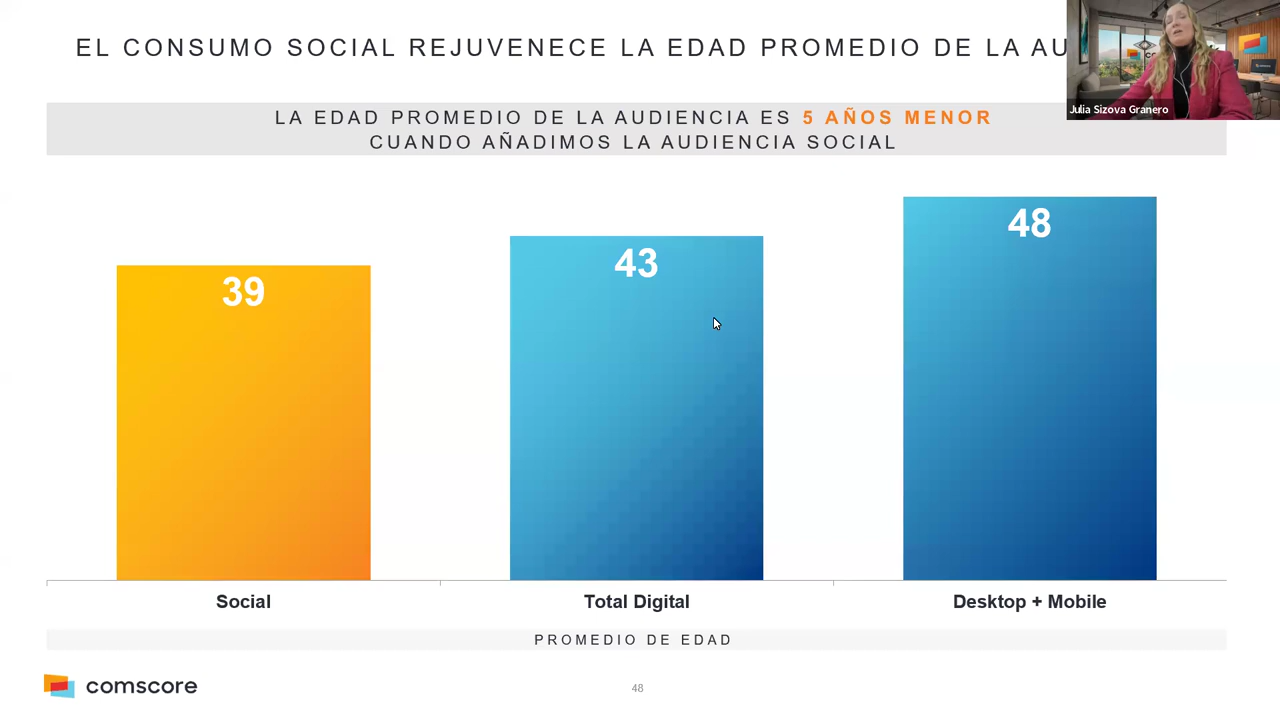 EL CONSUMO SOCIAL REJUVENECE LA EDAD PROMEDIO DE LA
Julia Sizova Granero
LA EDAD PROMEDIO DE LA AUDIENCIA ES 5 AÑOS MENOR
CUANDO AÑADIMOS LA AUDIENCIA SOCIAL
39
43
48
Social
Total Digital
Desktop + Mobile
PROMEDIO DE EDAD
comscore
48